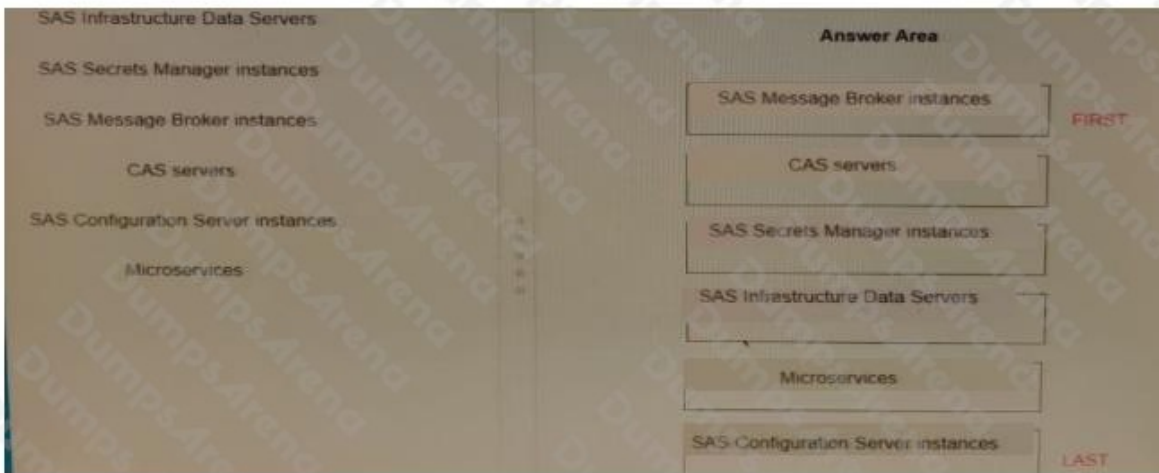 SAS Infrastructure Data Servers
SAS Secrets Manager instances
SAS Message Broker instances
CAS servers
SAS Configuration Server instances
Microservices
Answer Area
SAS Message Broker instances
FIRST
CAS servers
SAS Secrets Manager instances
SAS Infrastructure Data Servers
Microservices
SAS Configuration Server instances
LAST
DumpsArena